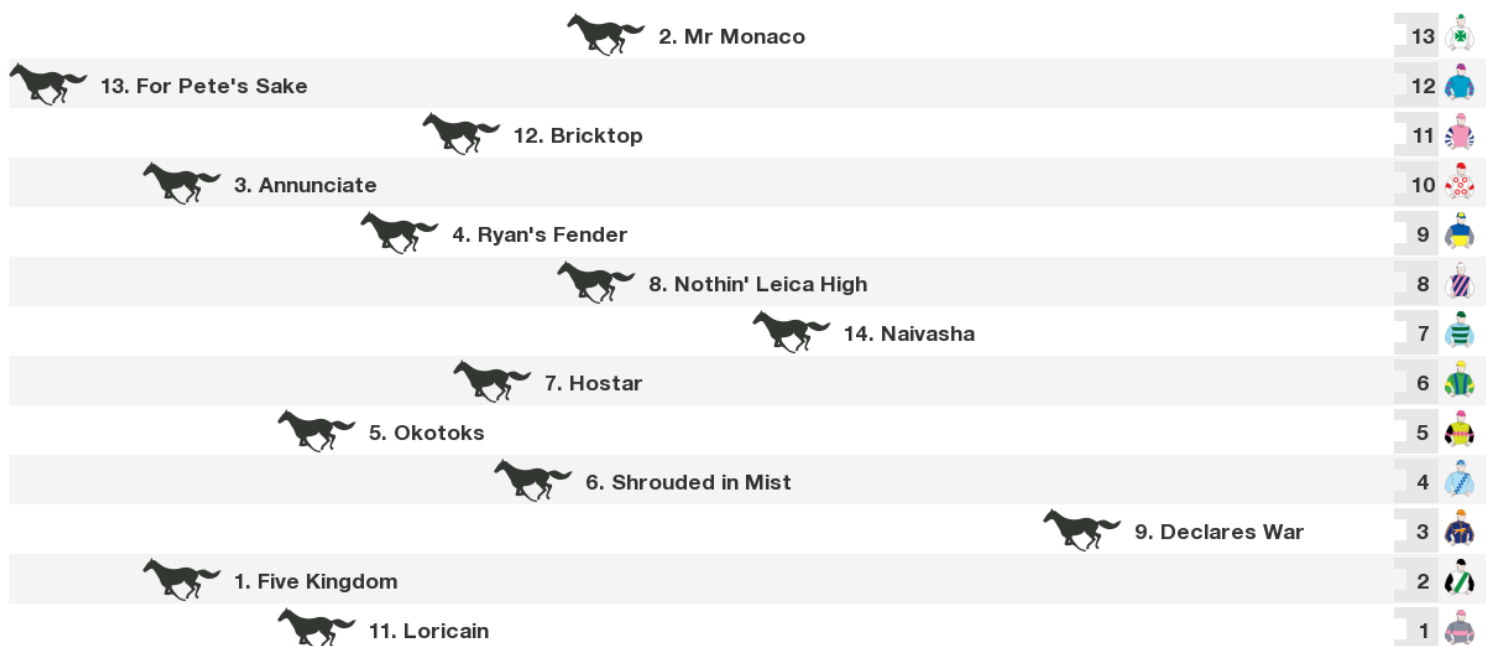 2. Mr Monaco 13
13. For Pete's Sake 12
12. Bricktop 11
3. Annunciate 10
4. Ryan's Fender 9
8. Nothin' Leica High 8
14. Naivasha 7
7. Hostar 6
5. Okotoks 5
6. Shrouded in Mist 4
9. Declares War 3
1. Five Kingdom 2
11. Loricain 1